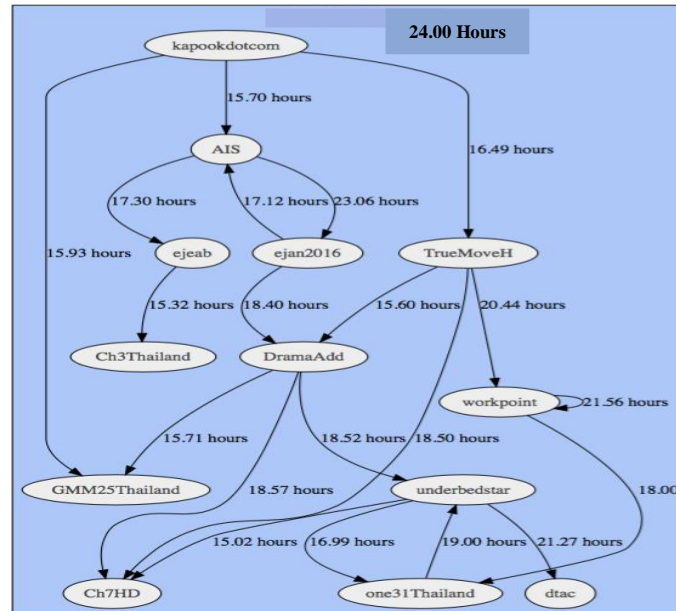 24.00 Hours
kapookdotcom
15.70 hours
AIS
16.49 hours
17.30 hours
17.12 hours
23.06 hours
15.93 hours
ejeab
ejan2016
TrueMoveH
15.32 hours
18.40 hours
15.60 hours
20.44 hours
Ch3Thailand
DramaAdd
workpoint
21.56 hours
15.71 hours
18.52 hours
18.50 hours
GMM25Thailand
18.57 hours
underbedstar
18.00
15.02 hours
16.99 hours
19.00 hours
21.27 hours
Ch7HD
one31Thailand
dtac